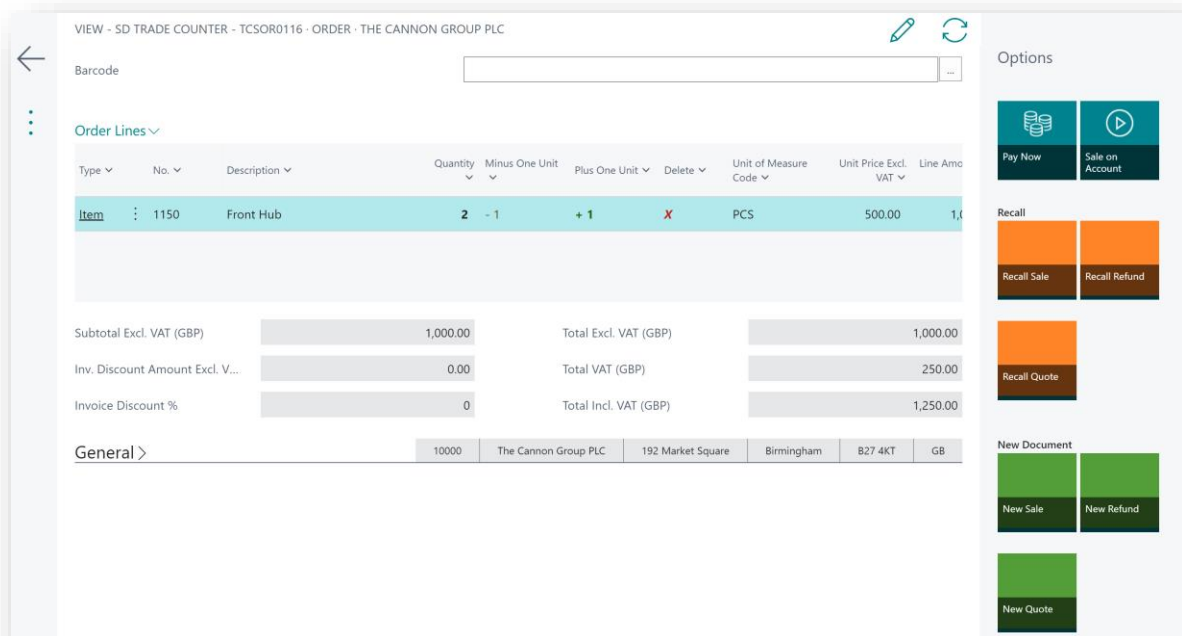 VIEW - SD TRADE COUNTER - TCSOR0116 · ORDER · THE CANNON GROUP PLC
Options
Barcode
...
Pay Now
Sale on Account
Order Lines
Type No. Description Quantity Minus One Unit Plus One Unit Delete Unit of Measure Code Unit Price Excl. VAT Line Amo
Item 1150 Front Hub 2 - 1 + 1 X PCS 500.00 1,0
Recall
Recall Sale Recall Refund
Subtotal Excl. VAT (GBP) 1,000.00 Total Excl. VAT (GBP) 1,000.00
Inv. Discount Amount Excl. V... 0.00 Total VAT (GBP) 250.00
Invoice Discount % 0 Total Incl. VAT (GBP) 1,250.00
Recall Quote
General 10000 The Cannon Group PLC 192 Market Square Birmingham B27 4KT GB
New Document
New Sale New Refund
New Quote